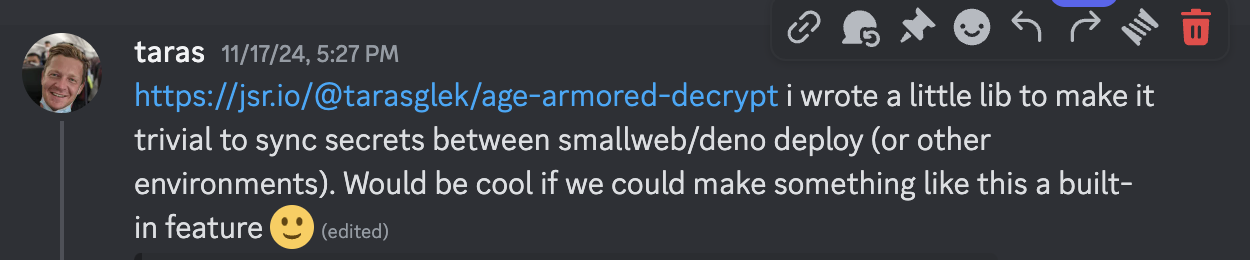 taras 11/17/24, 5:27 PM
https://jsr.io/@tarasglek/age-armored-decrypt i wrote a little lib to make it
trivial to sync secrets between smallweb/deno deploy (or other
environments). Would be cool if we could make something like this a built-
in feature 🙂 (edited)